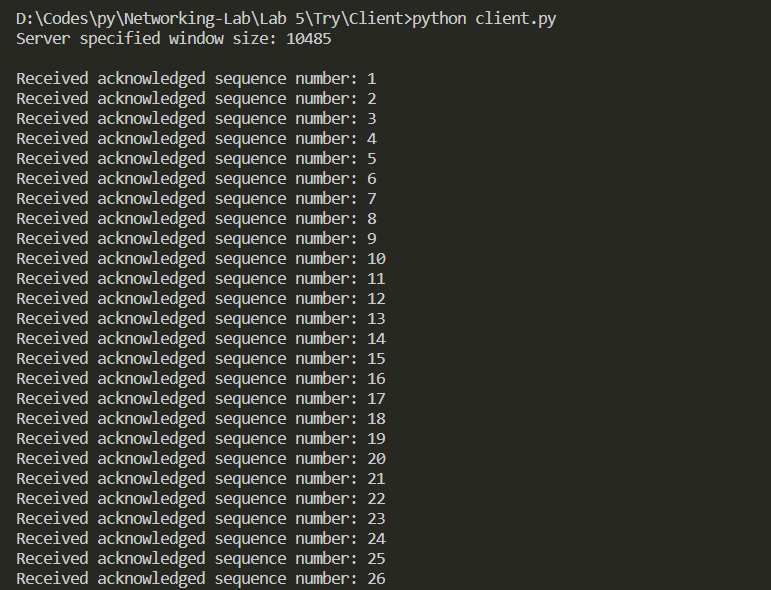 D:\Codes\py\Networking-Lab\Lab 5\Try\Client>python client.py
Server specified window size: 10485
Received acknowledged sequence number: 1
Received acknowledged sequence number: 2
Received acknowledged sequence number: 3
Received acknowledged sequence number: 4
Received acknowledged sequence number: 5
Received acknowledged sequence number: 6
Received acknowledged sequence number: 7
Received acknowledged sequence number: 8
Received acknowledged sequence number: 9
Received acknowledged sequence number: 10
Received acknowledged sequence number: 11
Received acknowledged sequence number: 12
Received acknowledged sequence number: 13
Received acknowledged sequence number: 14
Received acknowledged sequence number: 15
Received acknowledged sequence number: 16
Received acknowledged sequence number: 17
Received acknowledged sequence number: 18
Received acknowledged sequence number: 19
Received acknowledged sequence number: 20
Received acknowledged sequence number: 21
Received acknowledged sequence number: 22
Received acknowledged sequence number: 23
Received acknowledged sequence number: 24
Received acknowledged sequence number: 25
Received acknowledged sequence number: 26